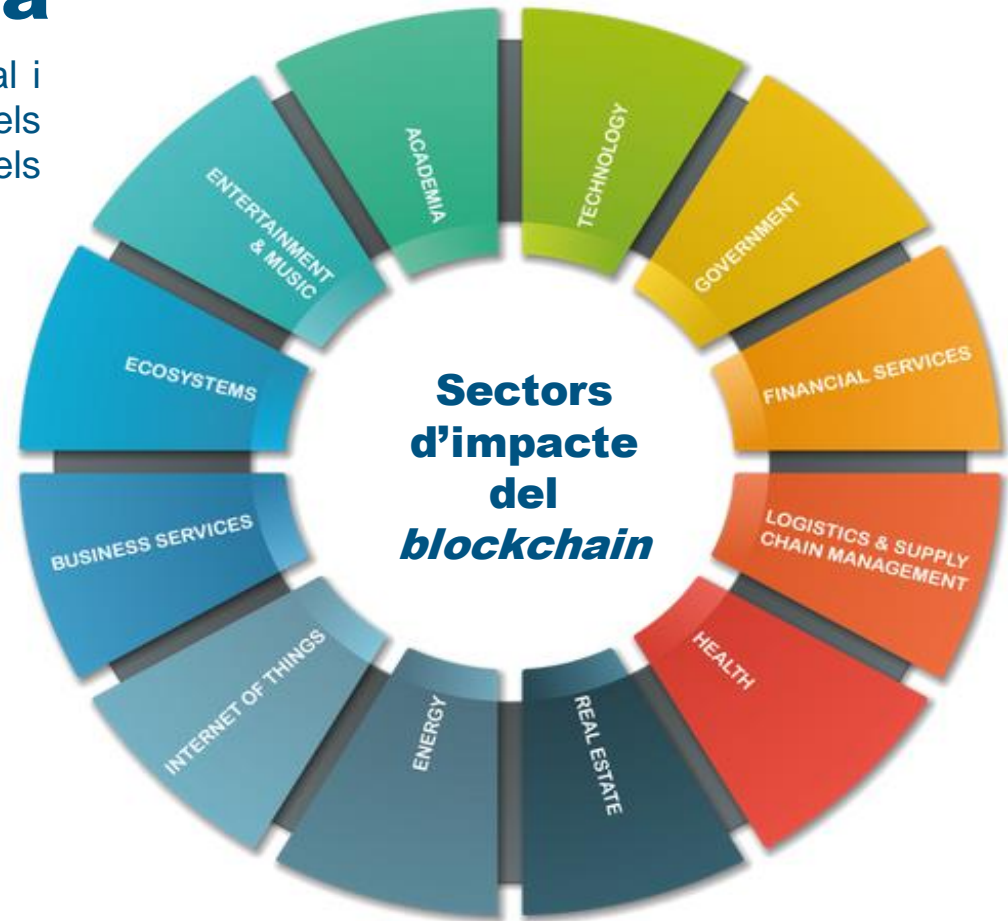 a
al i
els
els
ACADEMIA
TECHNOLOGY
GOVERNMENT
FINANCIAL SERVICES
LOGISTICS & SUPPLY
CHAIN MANAGEMENT
HEALTH
REAL ESTATE
ENERGY
INTERNET OF THINGS
BUSINESS SERVICES
ECOSYSTEMS
ENTERTAINMENT
& MUSIC
Sectors
d’impacte
del
blockchain